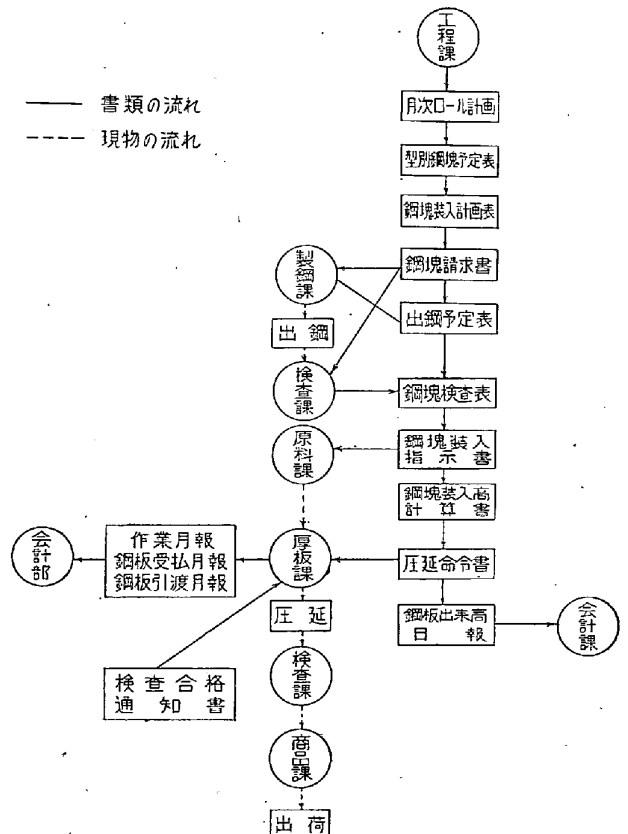 工程課
書類の流れ
現物の流れ
月次ロール計画
型別鋼塊予定表
鋼塊装入計画表
製鋼課
鋼塊請求書
出鋼
出鋼予定表
検査課
鋼塊検査表
原料課
鋼塊装入
指示書
鋼塊装入高
計算書
会計部
作業月報
鋼板受払月報
鋼板引渡月報
厚板課
圧延命令書
圧延
鋼板出来高
日報
会計課
検査合格
通知書
検査課
商品課
出荷